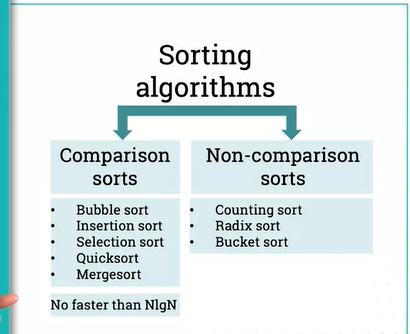 Sorting
algorithms
Comparison
sorts
• Bubble sort
• Insertion sort
• Selection sort
• Quicksort
• Mergesort
No faster than NlgN
Non-comparison
sorts
• Counting sort
• Radix sort
• Bucket sort